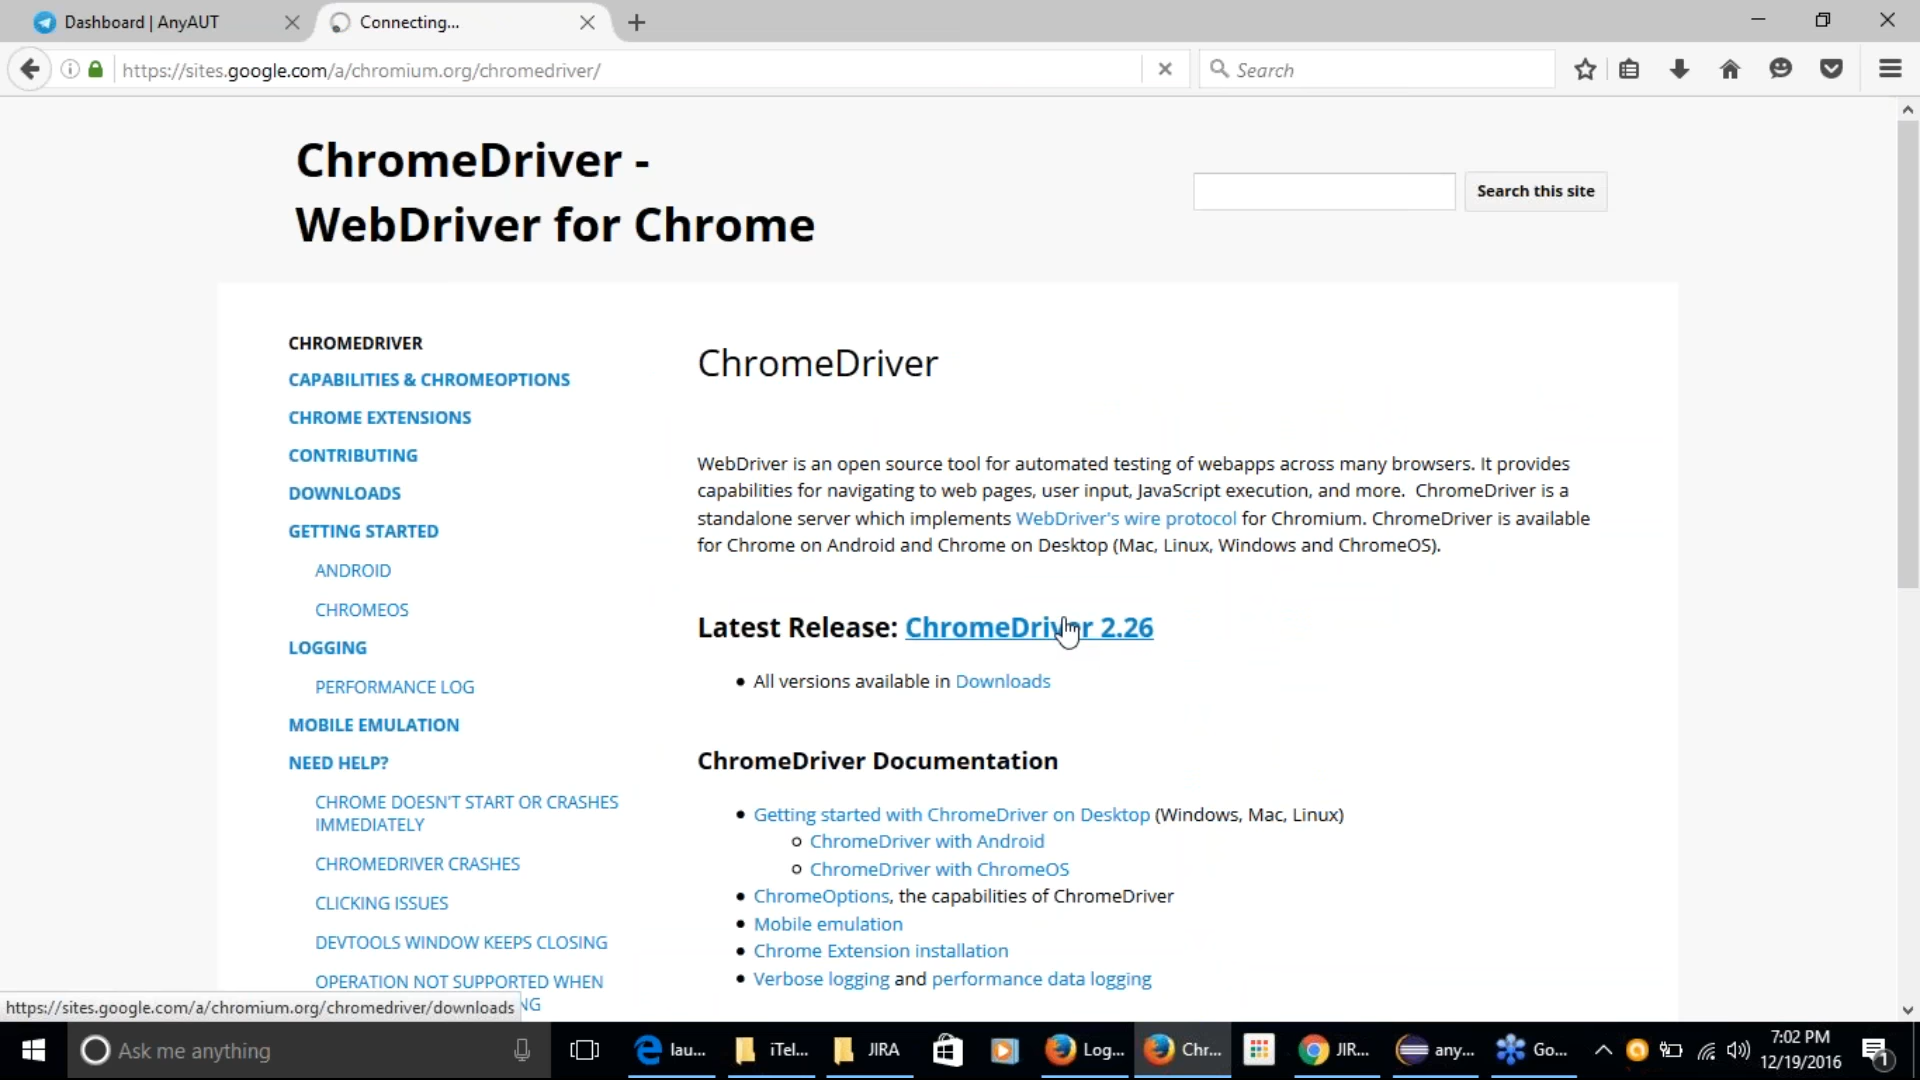 Dashboard | AnyAUT
Connecting...
https://sites.google.com/a/chromium.org/chromedriver/
Search
ChromeDriver -
WebDriver for Chrome
Search this site
CHROMEDRIVER
CAPABILITIES & CHROMEOPTIONS
CHROME EXTENSIONS
CONTRIBUTING
DOWNLOADS
GETTING STARTED
ANDROID
CHROMEOS
LOGGING
PERFORMANCE LOG
MOBILE EMULATION
NEED HELP?
CHROME DOESN'T START OR CRASHES
IMMEDIATELY
CHROMEDRIVER CRASHES
CLICKING ISSUES
DEVTOOLS WINDOW KEEPS CLOSING
OPERATION NOT SUPPORTED WHEN
NG
ChromeDriver
WebDriver is an open source tool for automated testing of webapps across many browsers. It provides
capabilities for navigating to web pages, user input, JavaScript execution, and more. ChromeDriver is a
standalone server which implements WebDriver's wire protocol for Chromium. ChromeDriver is available
for Chrome on Android and Chrome on Desktop (Mac, Linux, Windows and ChromeOS).
Latest Release: ChromeDriver 2.26
• All versions available in Downloads
ChromeDriver Documentation
• Getting started with ChromeDriver on Desktop (Windows, Mac, Linux)
ChromeDriver with Android
ChromeDriver with ChromeOS
• ChromeOptions, the capabilities of ChromeDriver
• Mobile emulation
• Chrome Extension installation
• Verbose logging and performance data logging
https://sites.google.com/a/chromium.org/chromedriver/downloads
Ask me anything
lau...
iTel...
JIRA
Log...
Chr...
JIR...
any...
Go...
7:02 PM
12/19/2016
1